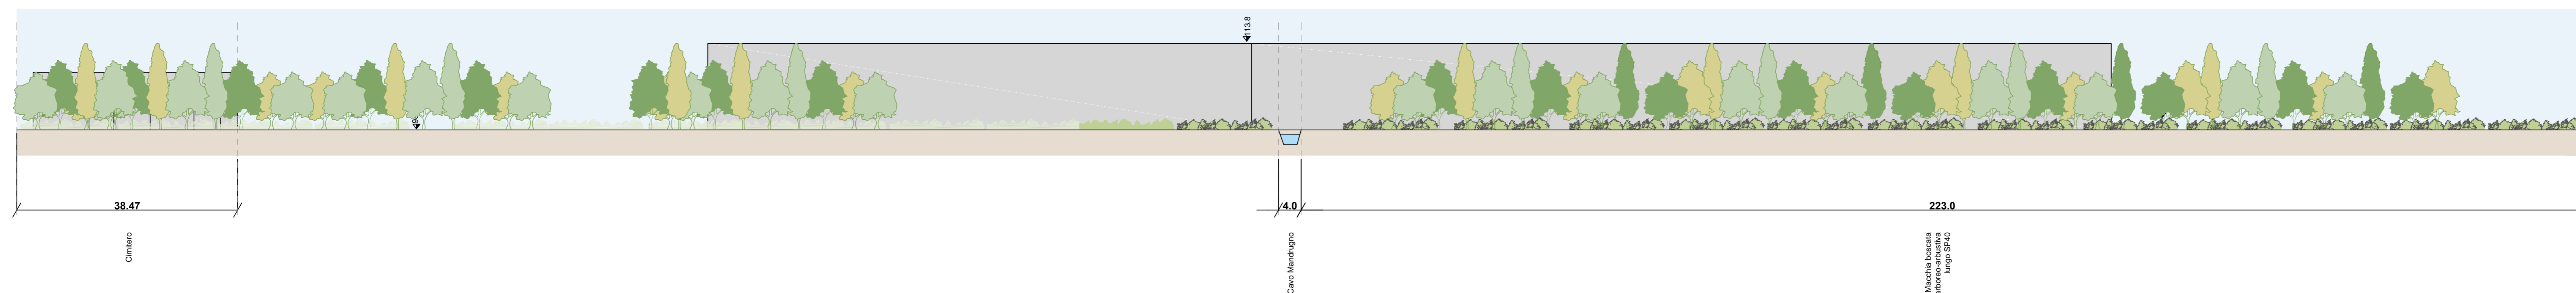 113.8
38.47
4.0
223.0
Cimitero
Cavo Mandrugno
Macchia boscata
arboreo-arbustiva
lungo SP40